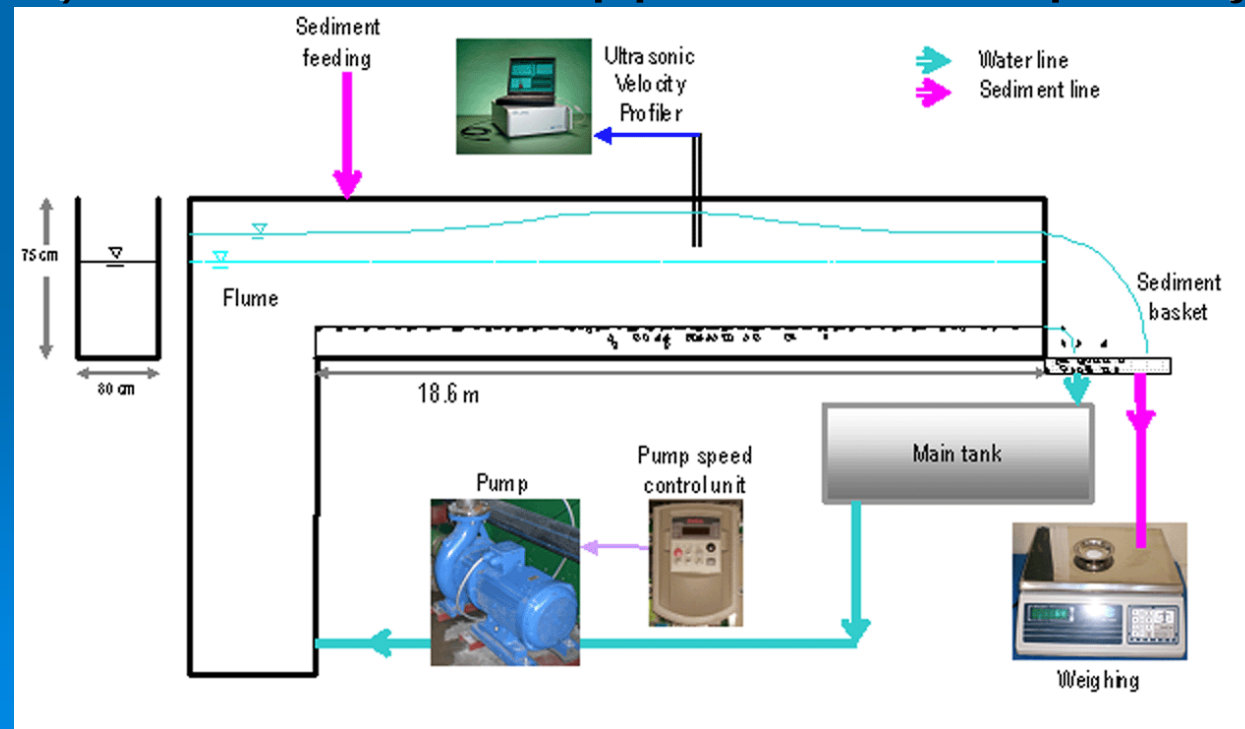 Sediment
feeding
Ultrasonic
Velocity
Profiler
Water line
Sediment line
75 cm
80 cm
Flume
18.6 m
Sediment
basket
Main tank
Pump
Pump speed
control unit
Weighing